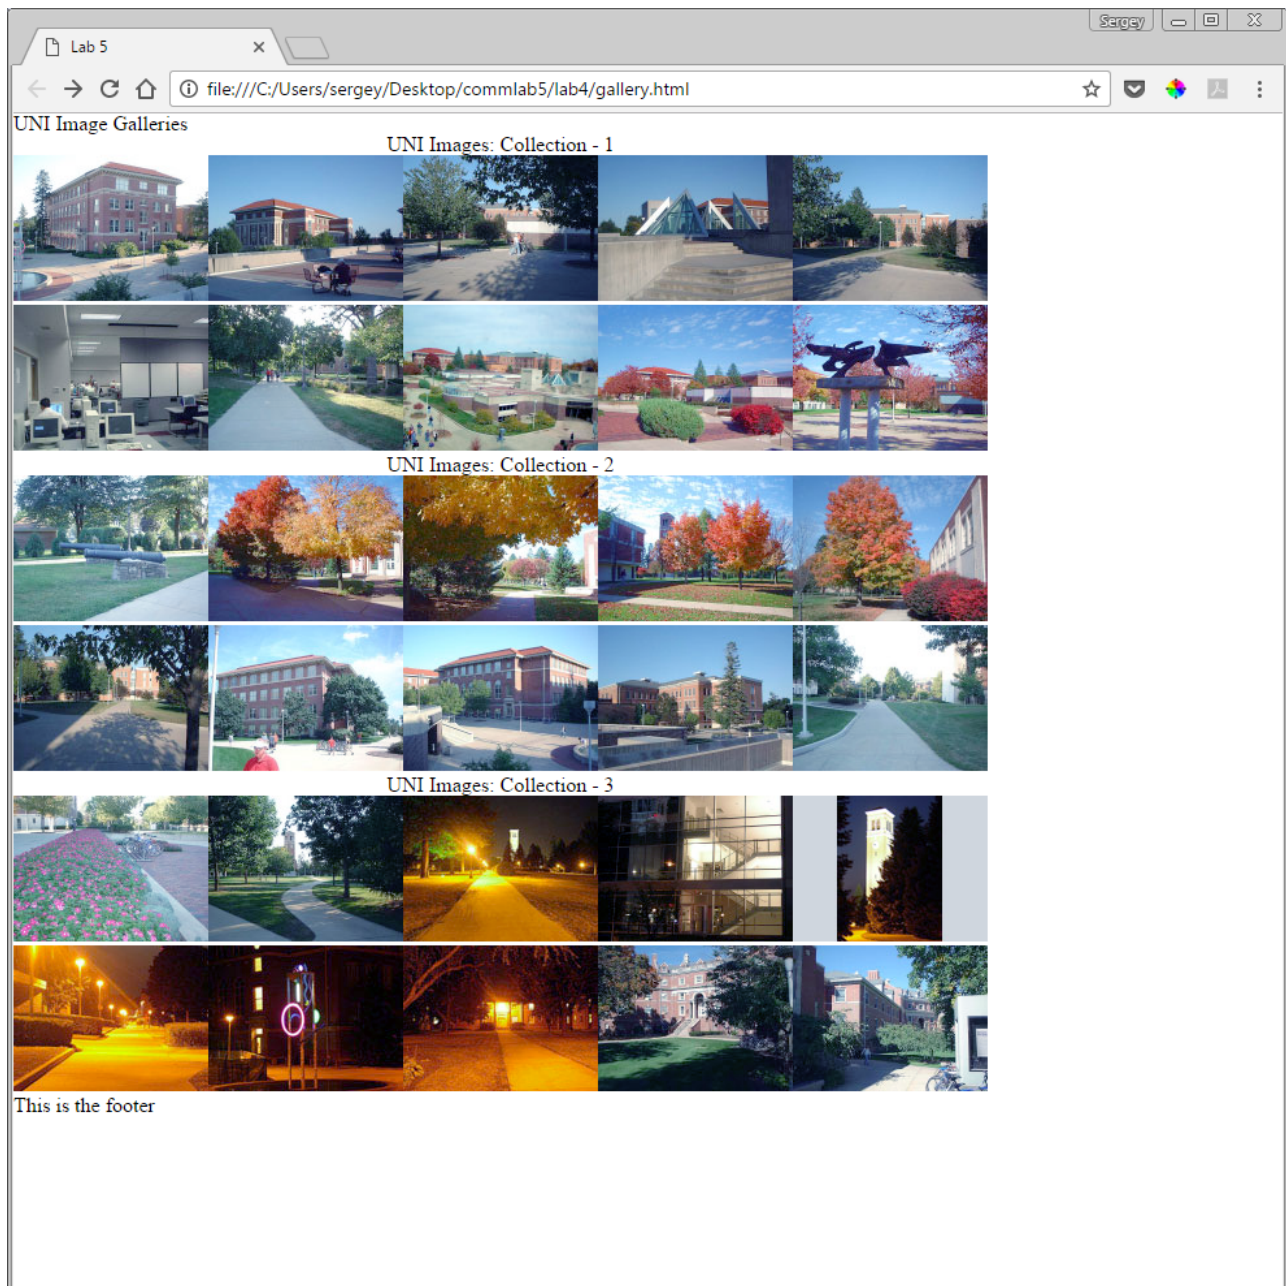 Sergey
Lab 5
file:///C:/Users/sergey/Desktop/commlab5/lab4/gallery.html
UNI Image Galleries
UNI Images: Collection - 1
UNI Images: Collection - 2
UNI Images: Collection - 3
This is the footer